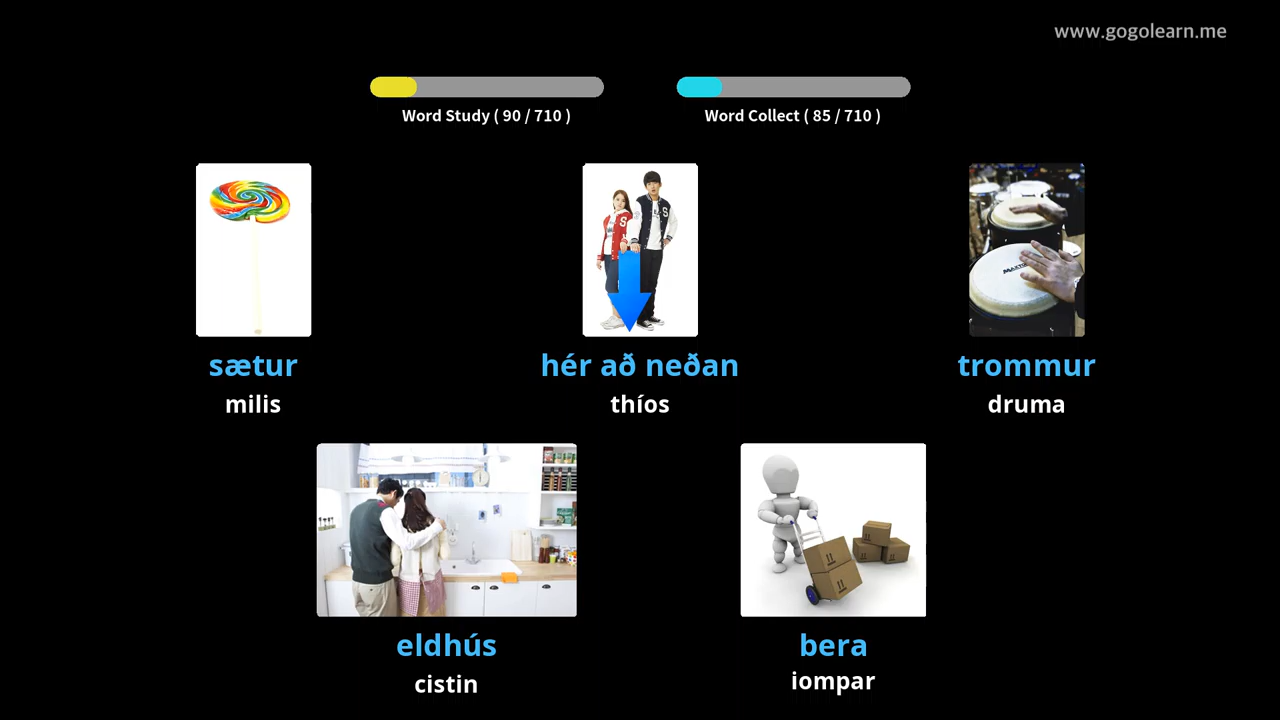 www.gogolearn.me
Word Study ( 90 / 710 )
Word Collect ( 85 / 710 )
sætur
milis
hér að neðan
thíos
trommur
druma
eldhús
cistin
bera
iompar